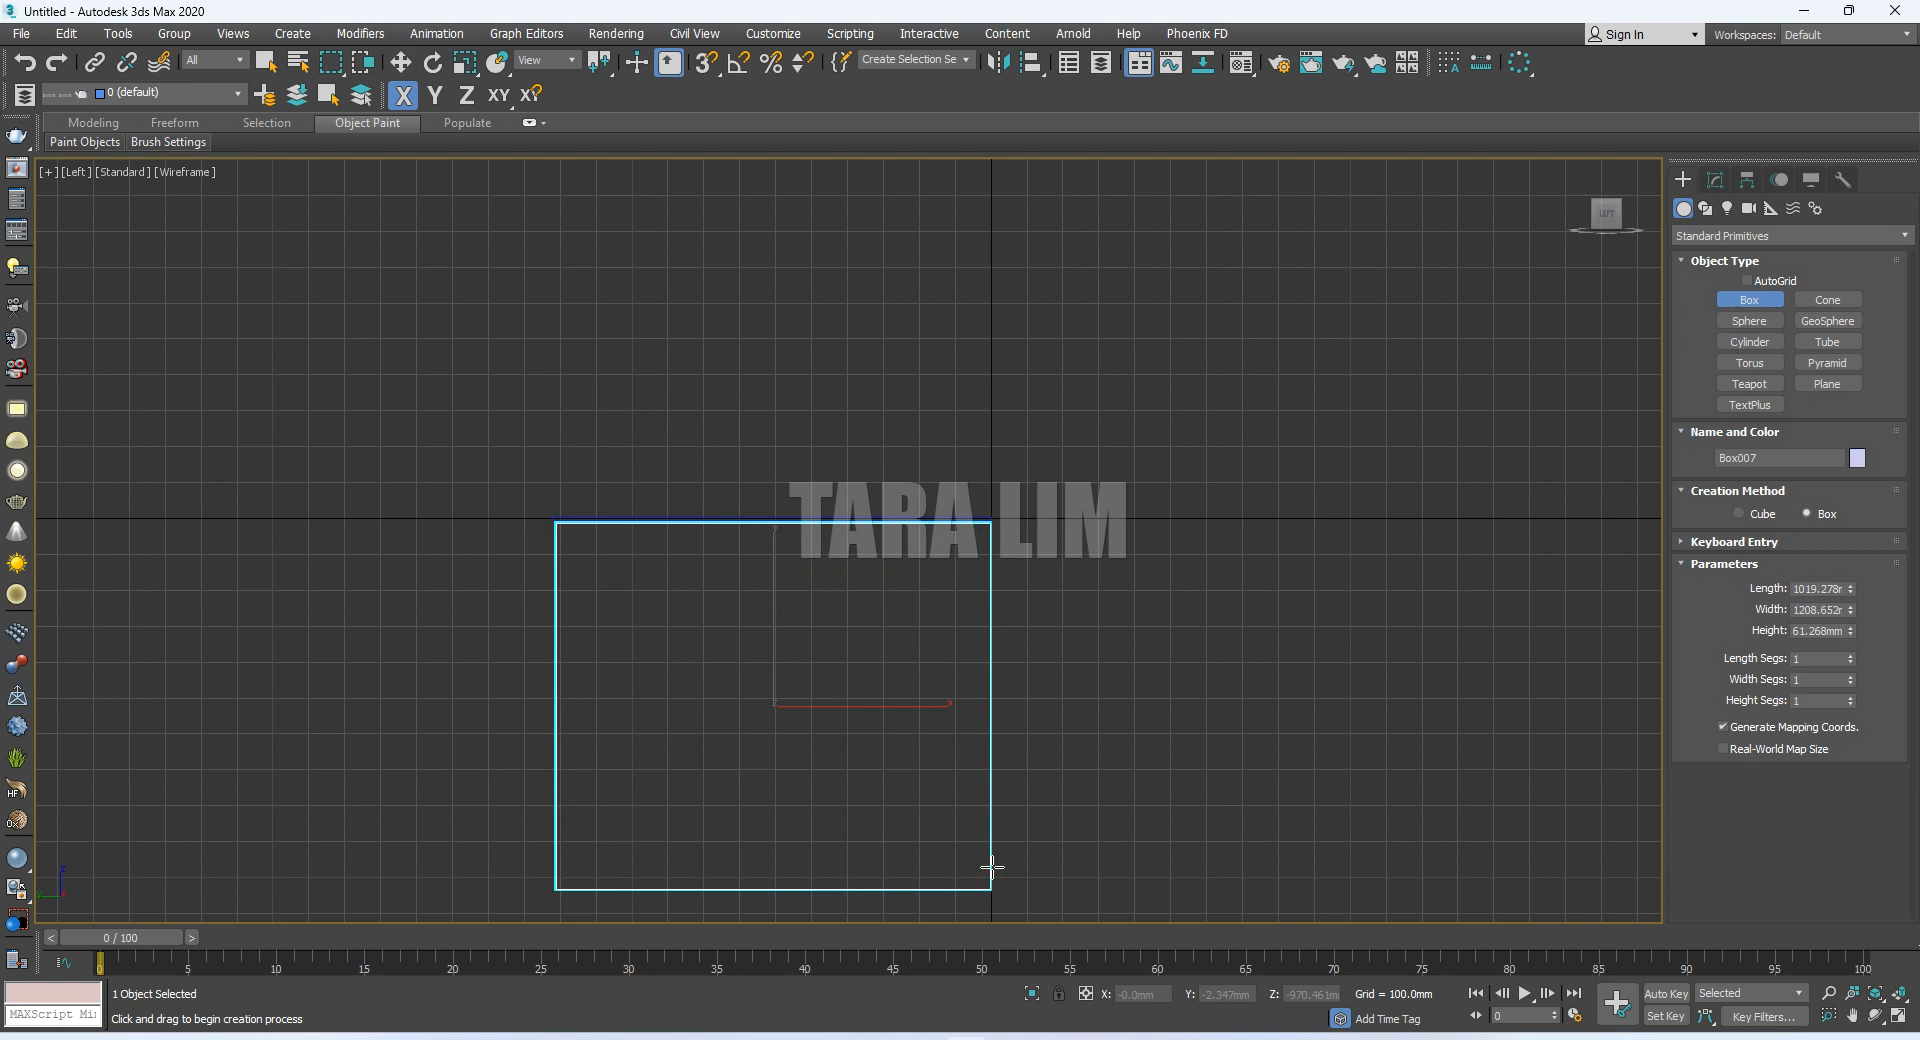 Untitled - Autodesk 3ds Max 2020
File Edit Tools Group Views Create Modifiers Animation Graph Editors Rendering Civil View Customize Scripting Interactive Content Arnold Help Phoenix FD Sign In Workspaces: Default
All View Create Selection Se
0 (default) X Y Z XY XY
Modeling Freeform Selection Object Paint Populate
Paint Objects Brush Settings
[+] [Left] [Standard] [Wireframe]
LEFT
Standard Primitives
Object Type
AutoGrid
Box Cone
Sphere GeoSphere
Cylinder Tube
Torus Pyramid
Teapot Plane
TextPlus
Name and Color
Box007
Creation Method
Cube Box
Keyboard Entry
Parameters
Length: 1019.278r
Width: 1208.652r
Height: 61.268mm
Length Segs: 1
Width Segs: 1
Height Segs: 1
Generate Mapping Coords.
Real-World Map Size
TARA LIM
x
z
< 0 / 100 >
0 5 10 15 20 25 30 35 40 45 50 55 60 65 70 75 80 85 90 95 100
1 Object Selected X: -0.0mm Y: -2.347mm Z: -970.461m Grid = 100.0mm Auto Key Selected
MAXScript Mi Click and drag to begin creation process Add Time Tag 0 Set Key Key Filters...